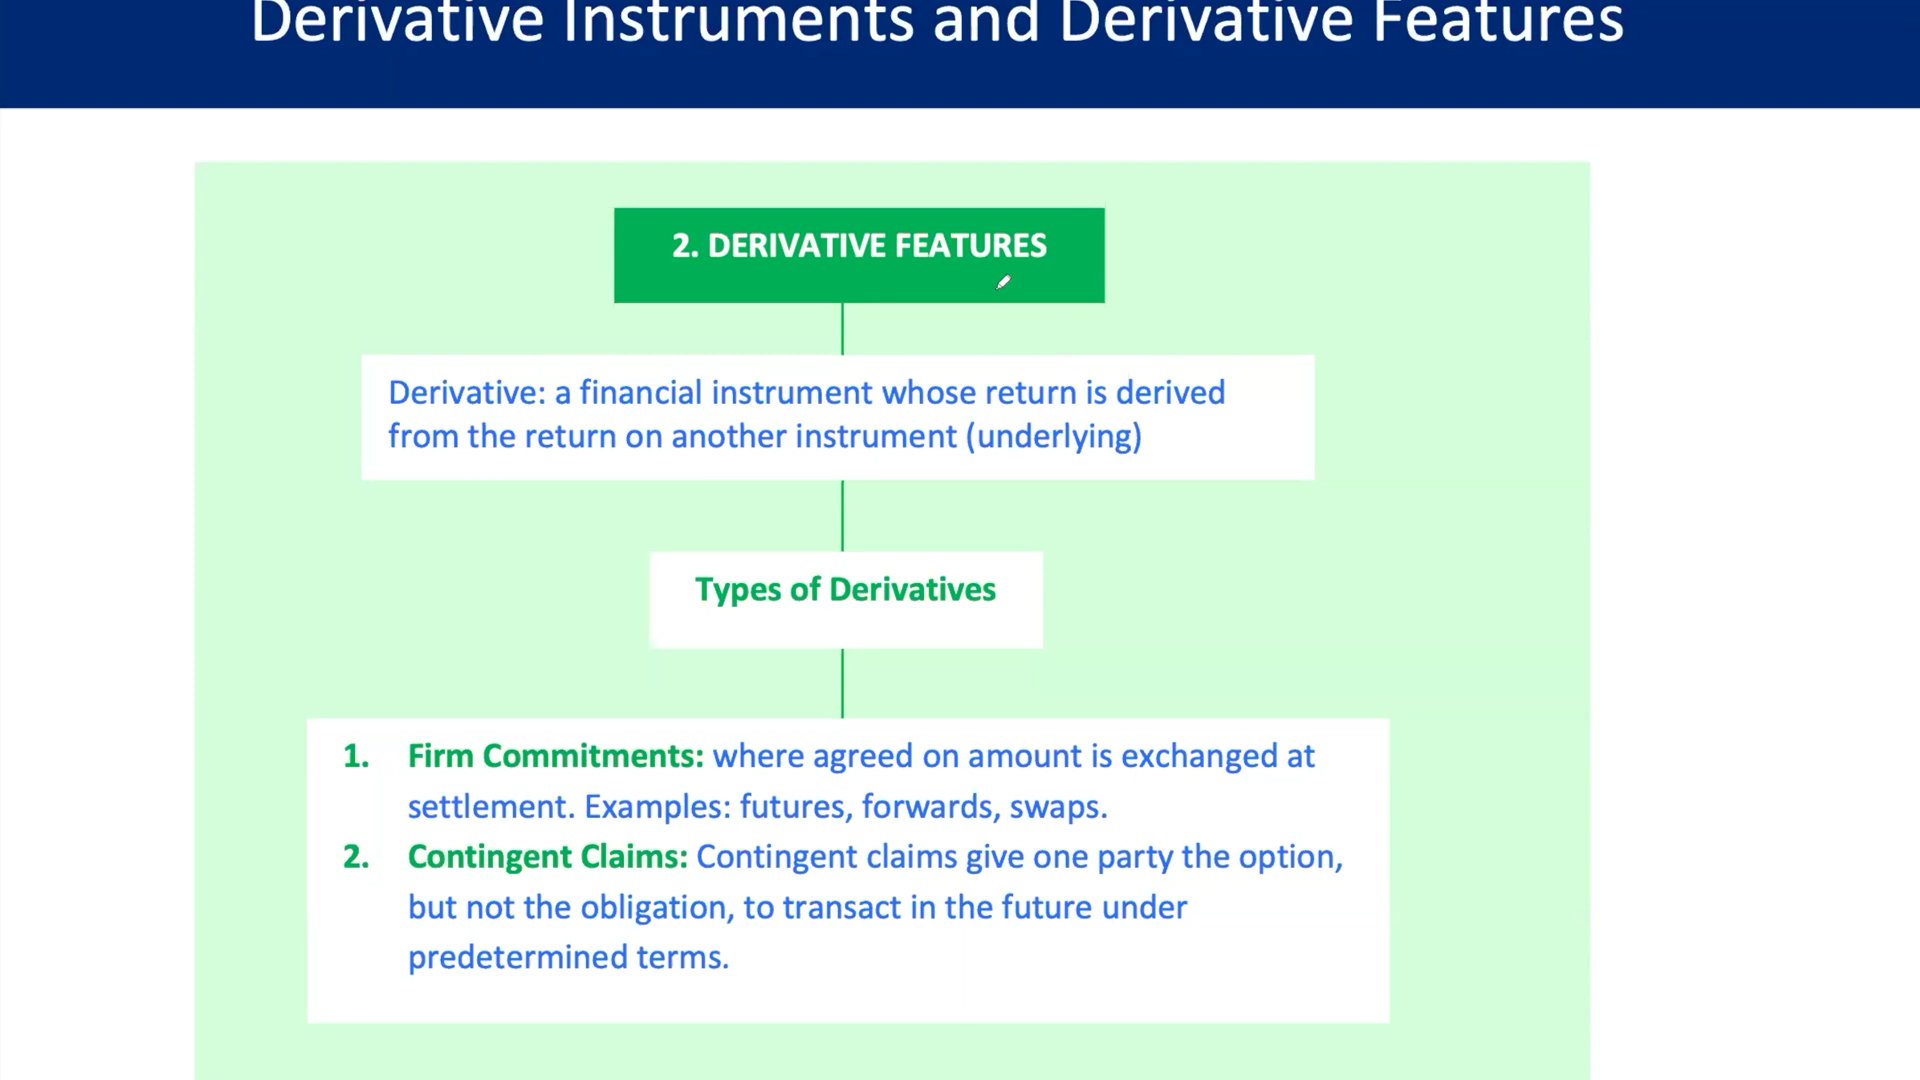 Derivative Instruments and Derivative Features
2. DERIVATIVE FEATURES
Derivative: a financial instrument whose return is derived
from the return on another instrument (underlying)
Types of Derivatives
1. Firm Commitments: where agreed on amount is exchanged at
settlement. Examples: futures, forwards, swaps.
2. Contingent Claims: Contingent claims give one party the option,
but not the obligation, to transact in the future under
predetermined terms.